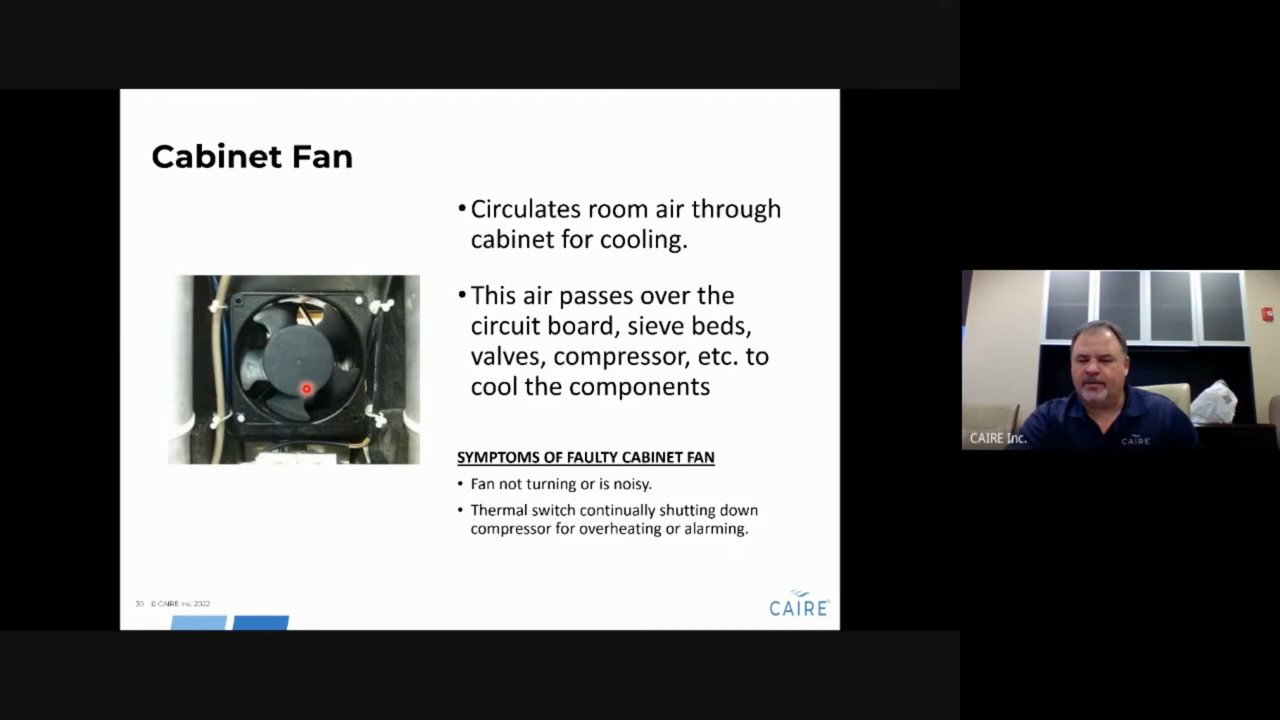 Cabinet Fan
• Circulates room air through
cabinet for cooling.
• This air passes over the
circuit board, sieve beds,
valves, compressor, etc. to
cool the components
SYMPTOMS OF FAULTY CABINET FAN
• Fan not turning or is noisy.
• Thermal switch continually shutting down
compressor for overheating or alarming.
30 © CAIRE Inc. 2022
CAIRE
CAIRE Inc.
CAIRE